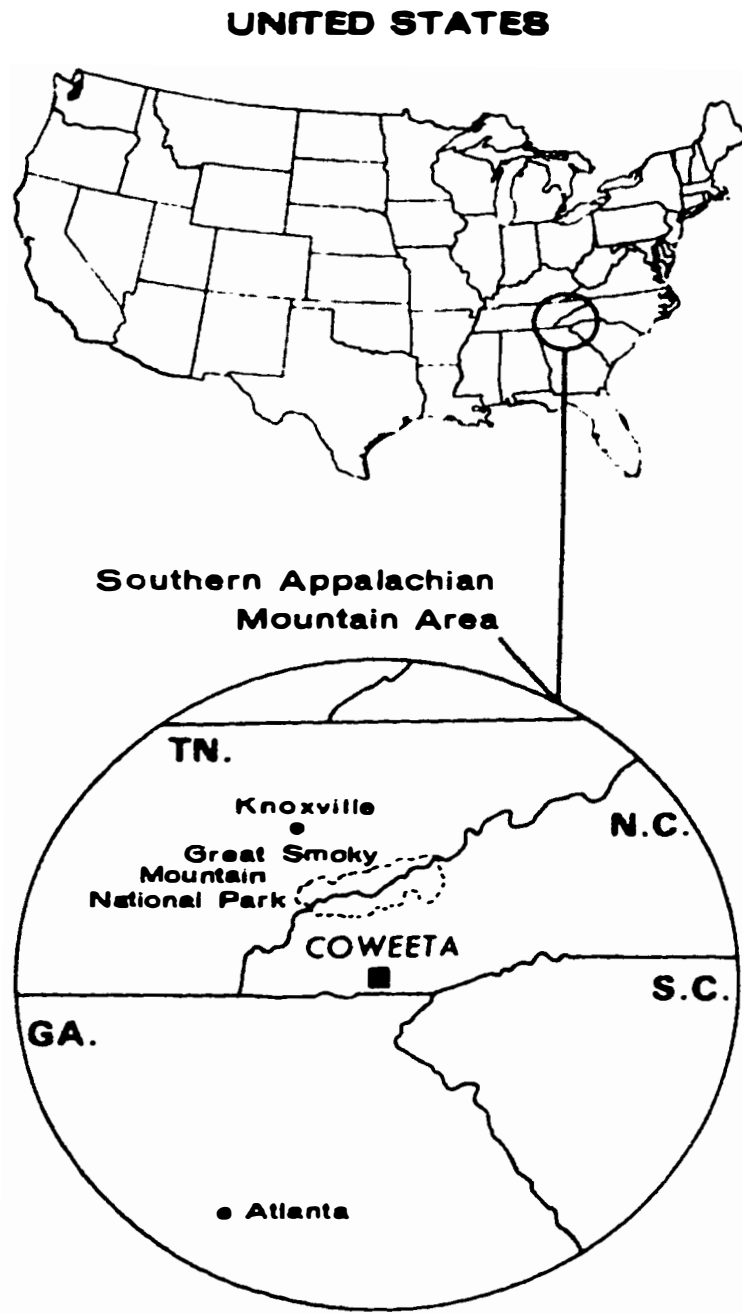 UNITED STATES
Southern Appalachian
Mountain Area
TN.
Knoxville
N.C.
Great Smoky
Mountain
National Park
COWEETA
S.C.
GA.
Atlanta